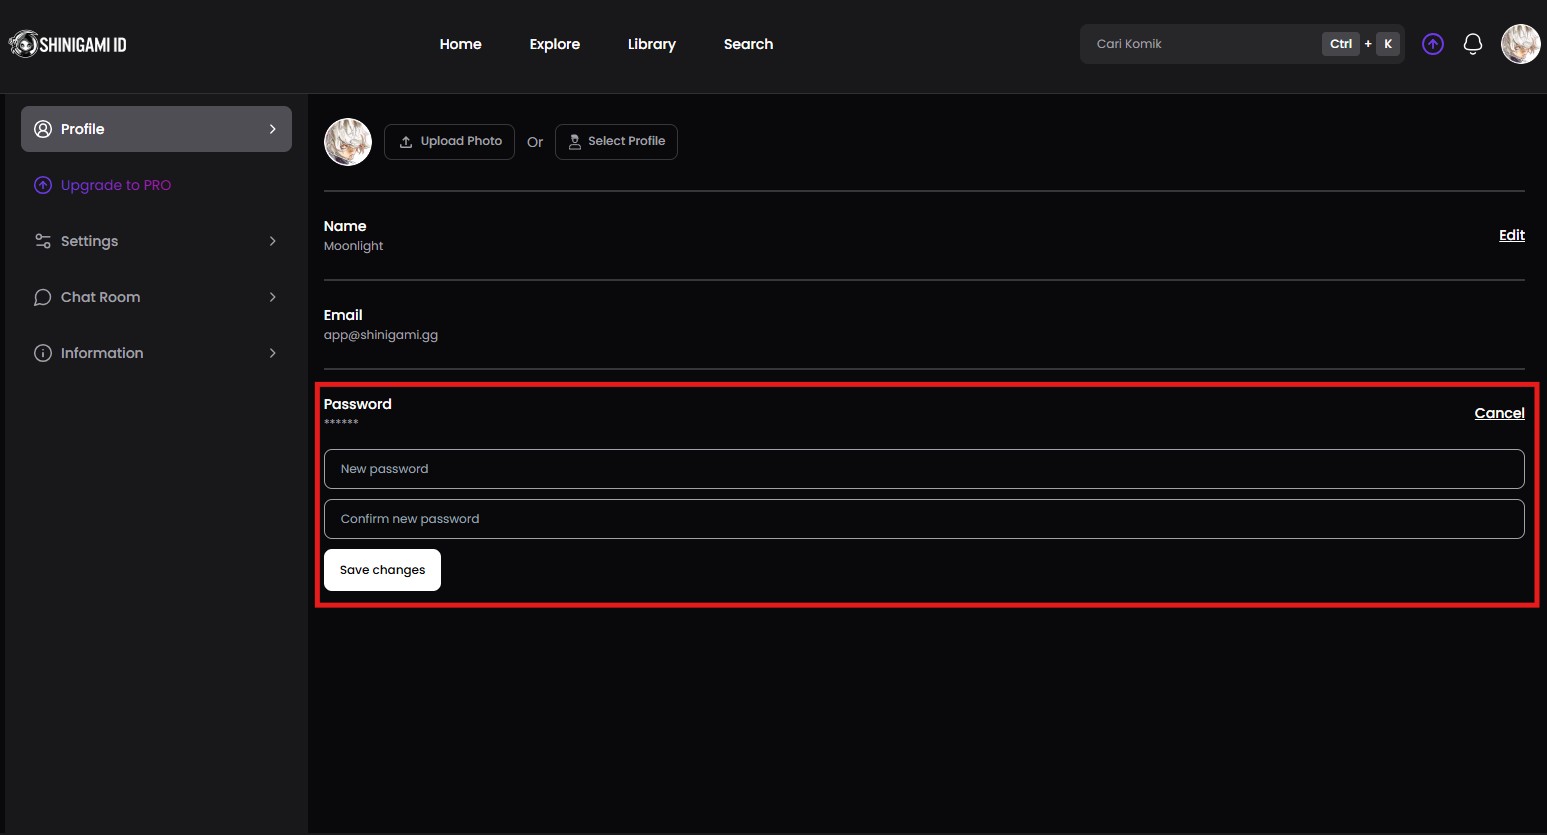 SHINIGAMI ID
Home
Explore
Library
Search
Cari Komik
Ctrl + K
Profile
Upgrade to PRO
Settings
Chat Room
Information
Upload Photo
Or
Select Profile
Name
Moonlight
Edit
Email
app@shinigami.gg
Password
******
Cancel
New password
Confirm new password
Save changes